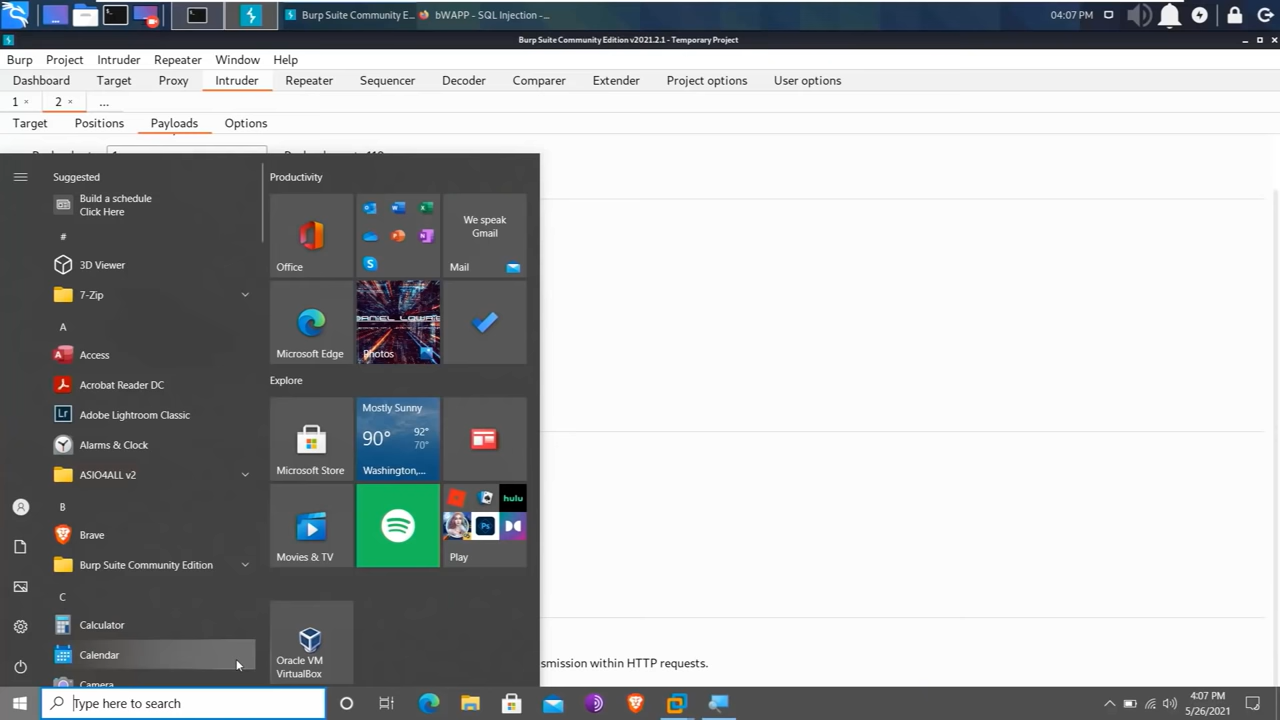 Burp Suite Community E...
bWAPP - SQL Injection -...
04:07 PM
Burp Suite Community Edition v2021.2.1 - Temporary Project
Burp Project Intruder Repeater Window Help
Dashboard Target Proxy Intruder Repeater Sequencer Decoder Comparer Extender Project options User options
1 × 2 × ...
Target Positions Payloads Options
Suggested
Build a schedule
Click Here
#
3D Viewer
7-Zip
A
Access
Acrobat Reader DC
Adobe Lightroom Classic
Alarms & Clock
ASIO4ALL v2
B
Brave
Burp Suite Community Edition
C
Calculator
Calendar
Camera
Productivity
Office
We speak
Gmail
Mail
Microsoft Edge
Photos
Explore
Microsoft Store
Mostly Sunny
90° 92°
70°
Washington,...
Movies & TV
hulu
Ps
Play
Oracle VM
VirtualBox
smission within HTTP requests.
Type here to search
4:07 PM
5/26/2021